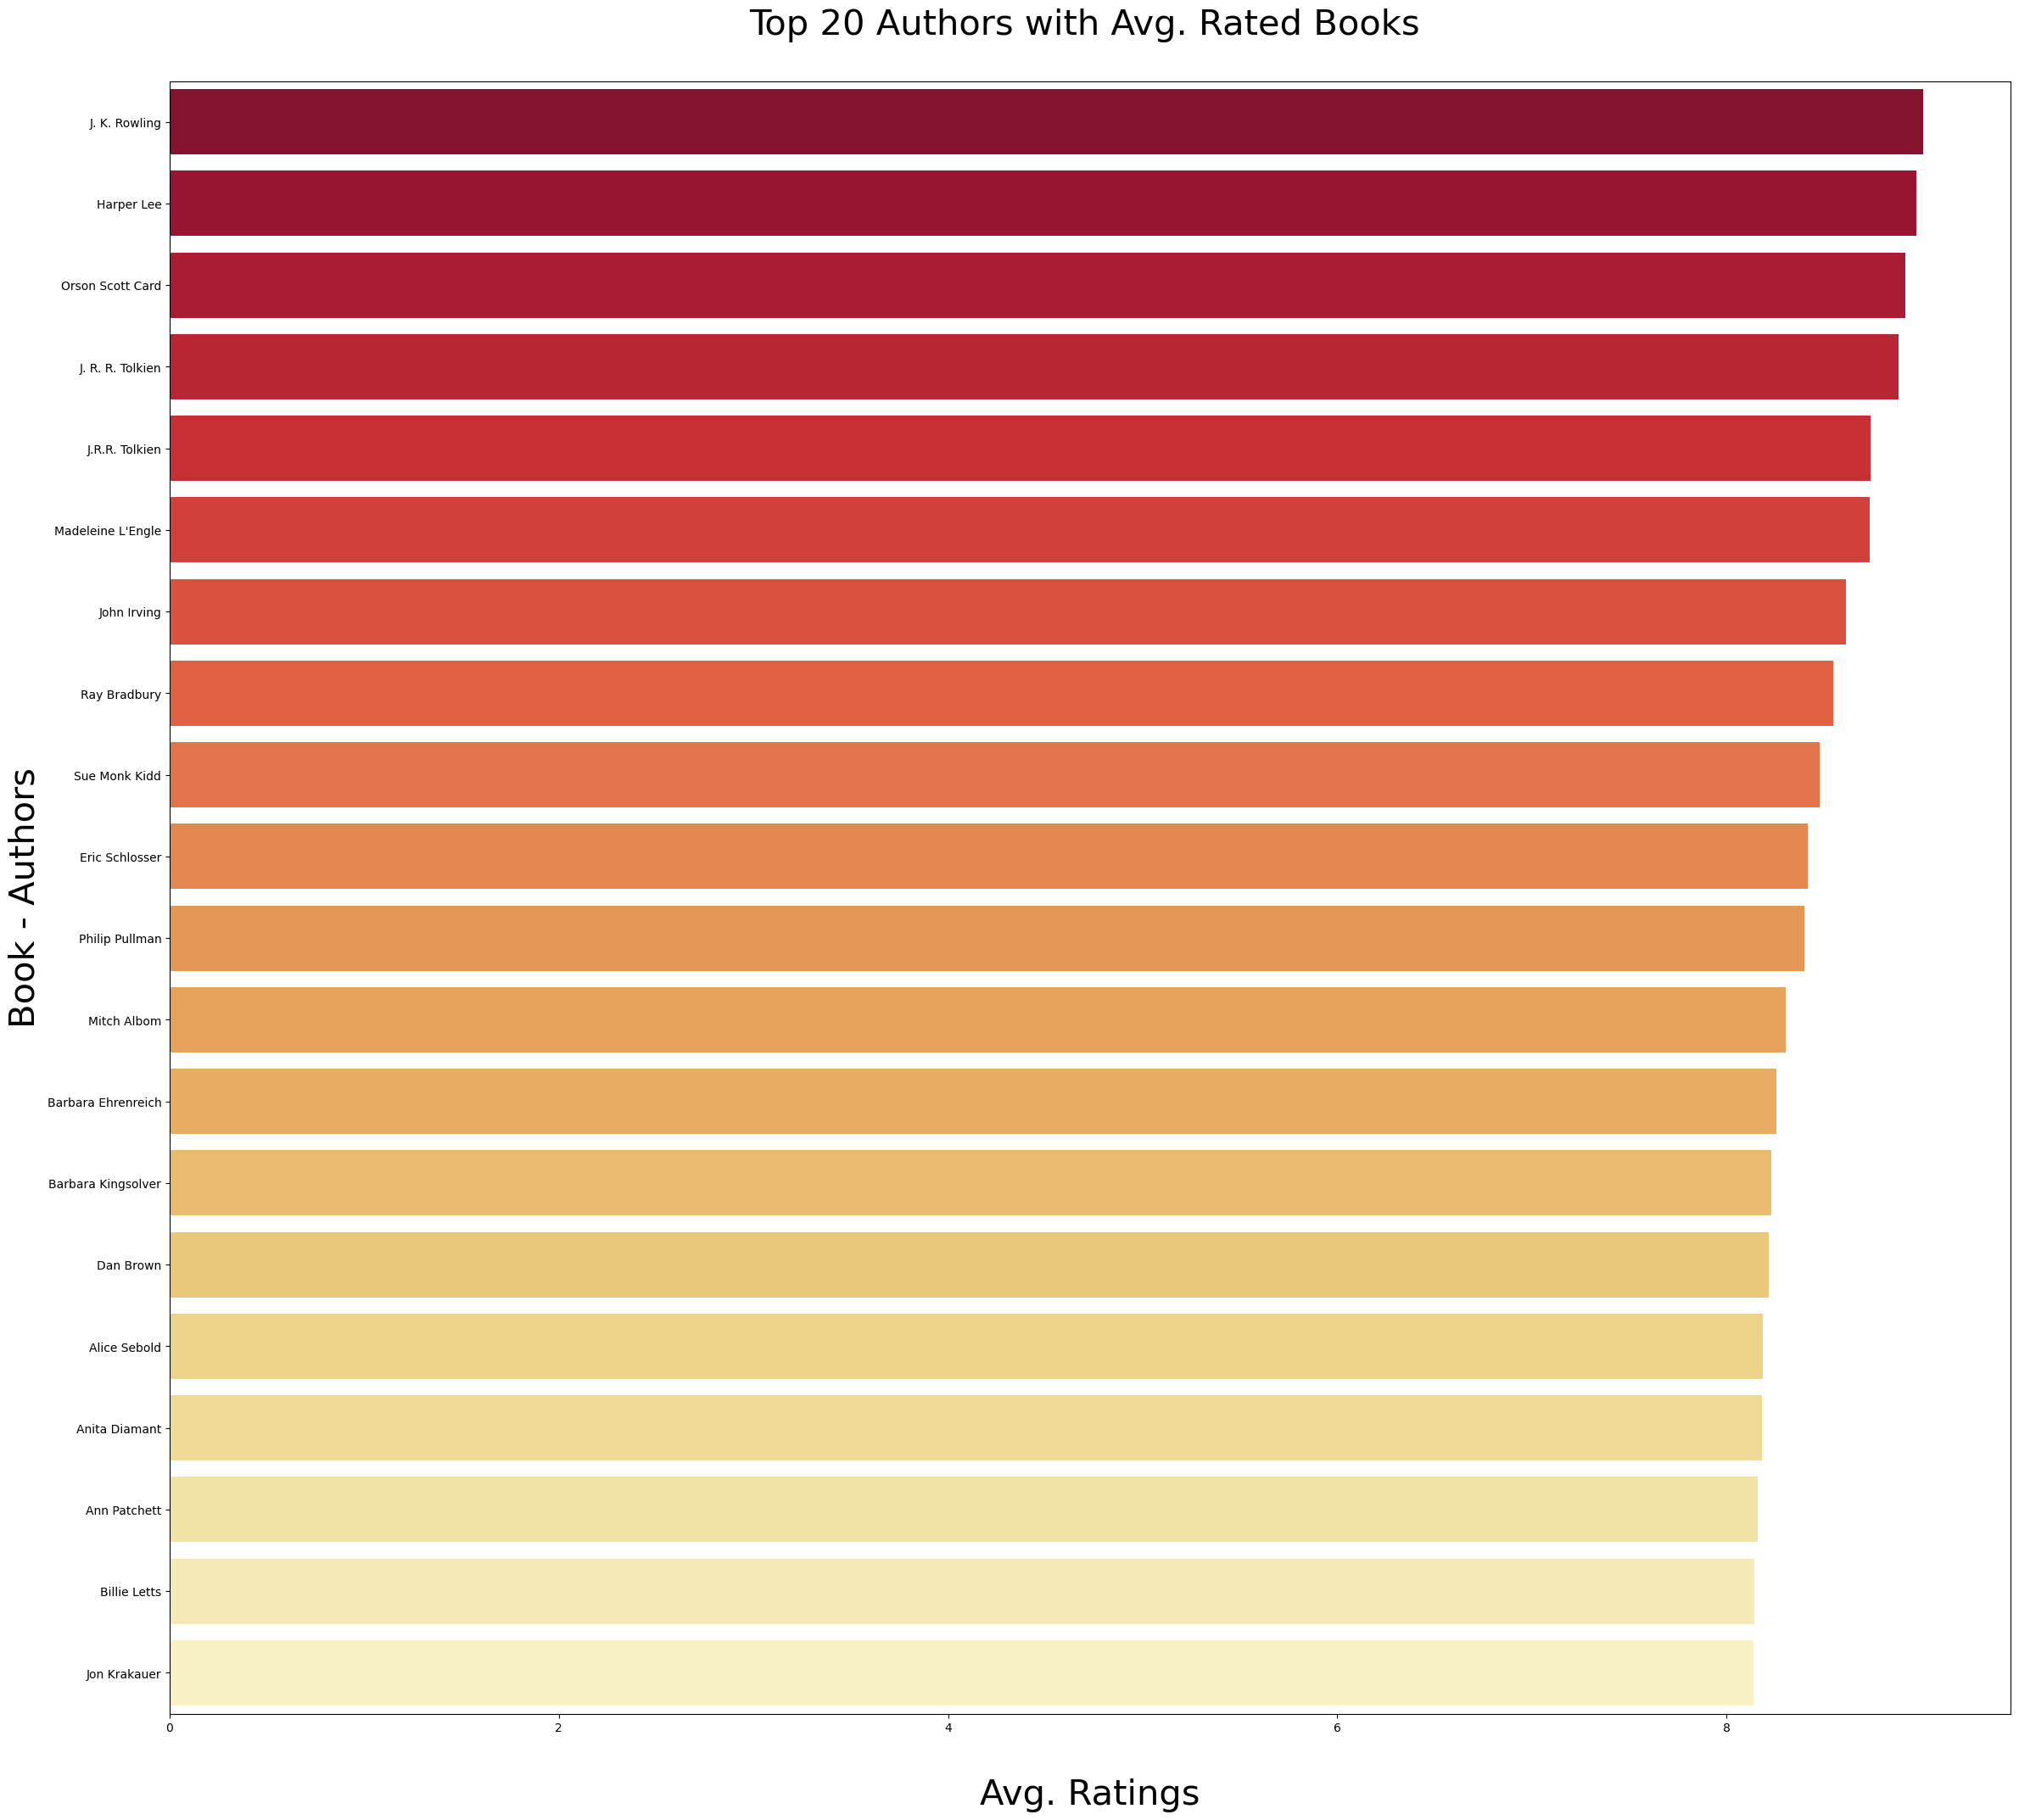 Top 20 Authors with Avg. Rated Books
J. K. Rowling
Harper Lee
Orson Scott Card
J. R. R. Tolkien
J.R.R. Tolkien
Madeleine L'Engle
John Irving
Ray Bradbury
Sue Monk Kidd
Eric Schlosser
Philip Pullman
Mitch Albom
Barbara Ehrenreich
Barbara Kingsolver
Dan Brown
Alice Sebold
Anita Diamant
Ann Patchett
Billie Letts
Jon Krakauer
Book - Authors
0 2 4 6 8
Avg. Ratings